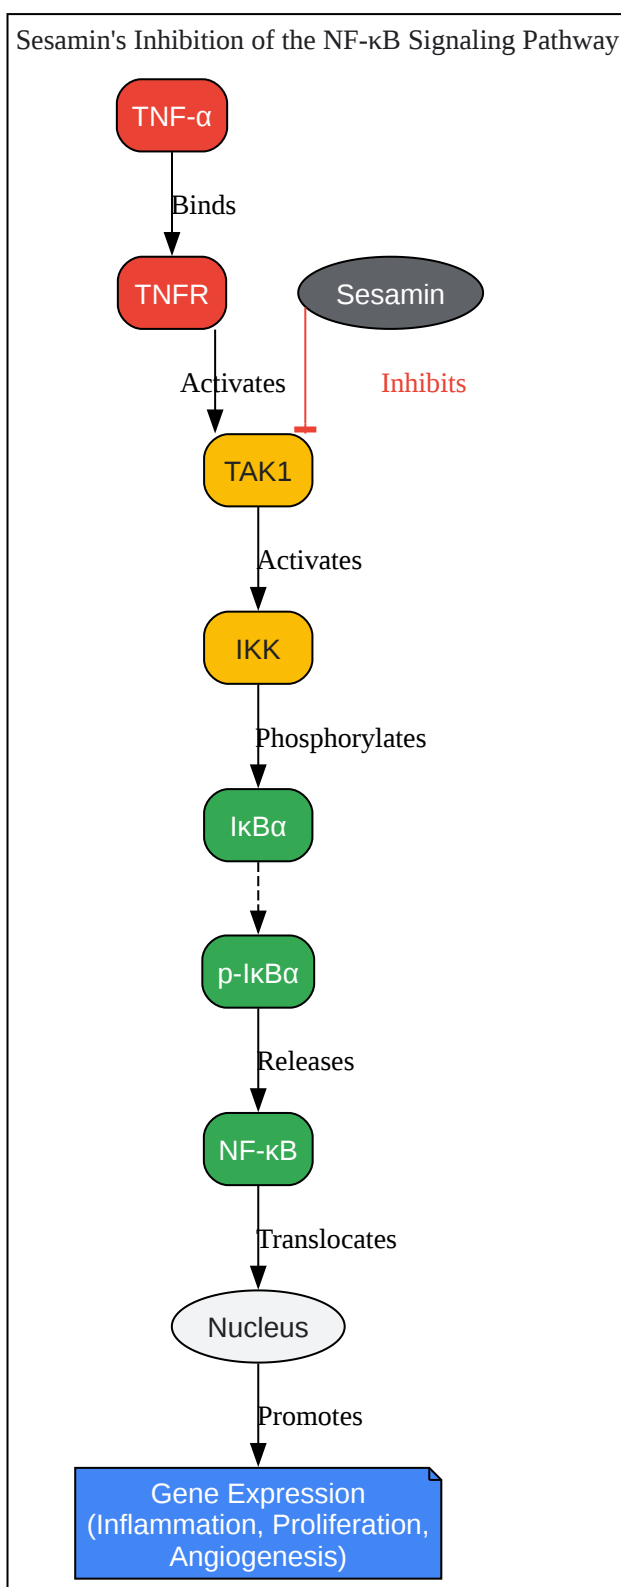 Sesamin's Inhibition of the NF-κB Signaling Pathway
TNF-α
Binds
TNFR
Sesamin
Activates
Inhibits
TAK1
Activates
IKK
Phosphorylates
IκBα
p-IκBα
Releases
NF-κB
Translocates
Nucleus
Promotes
Gene Expression
(Inflammation, Proliferation,
Angiogenesis)